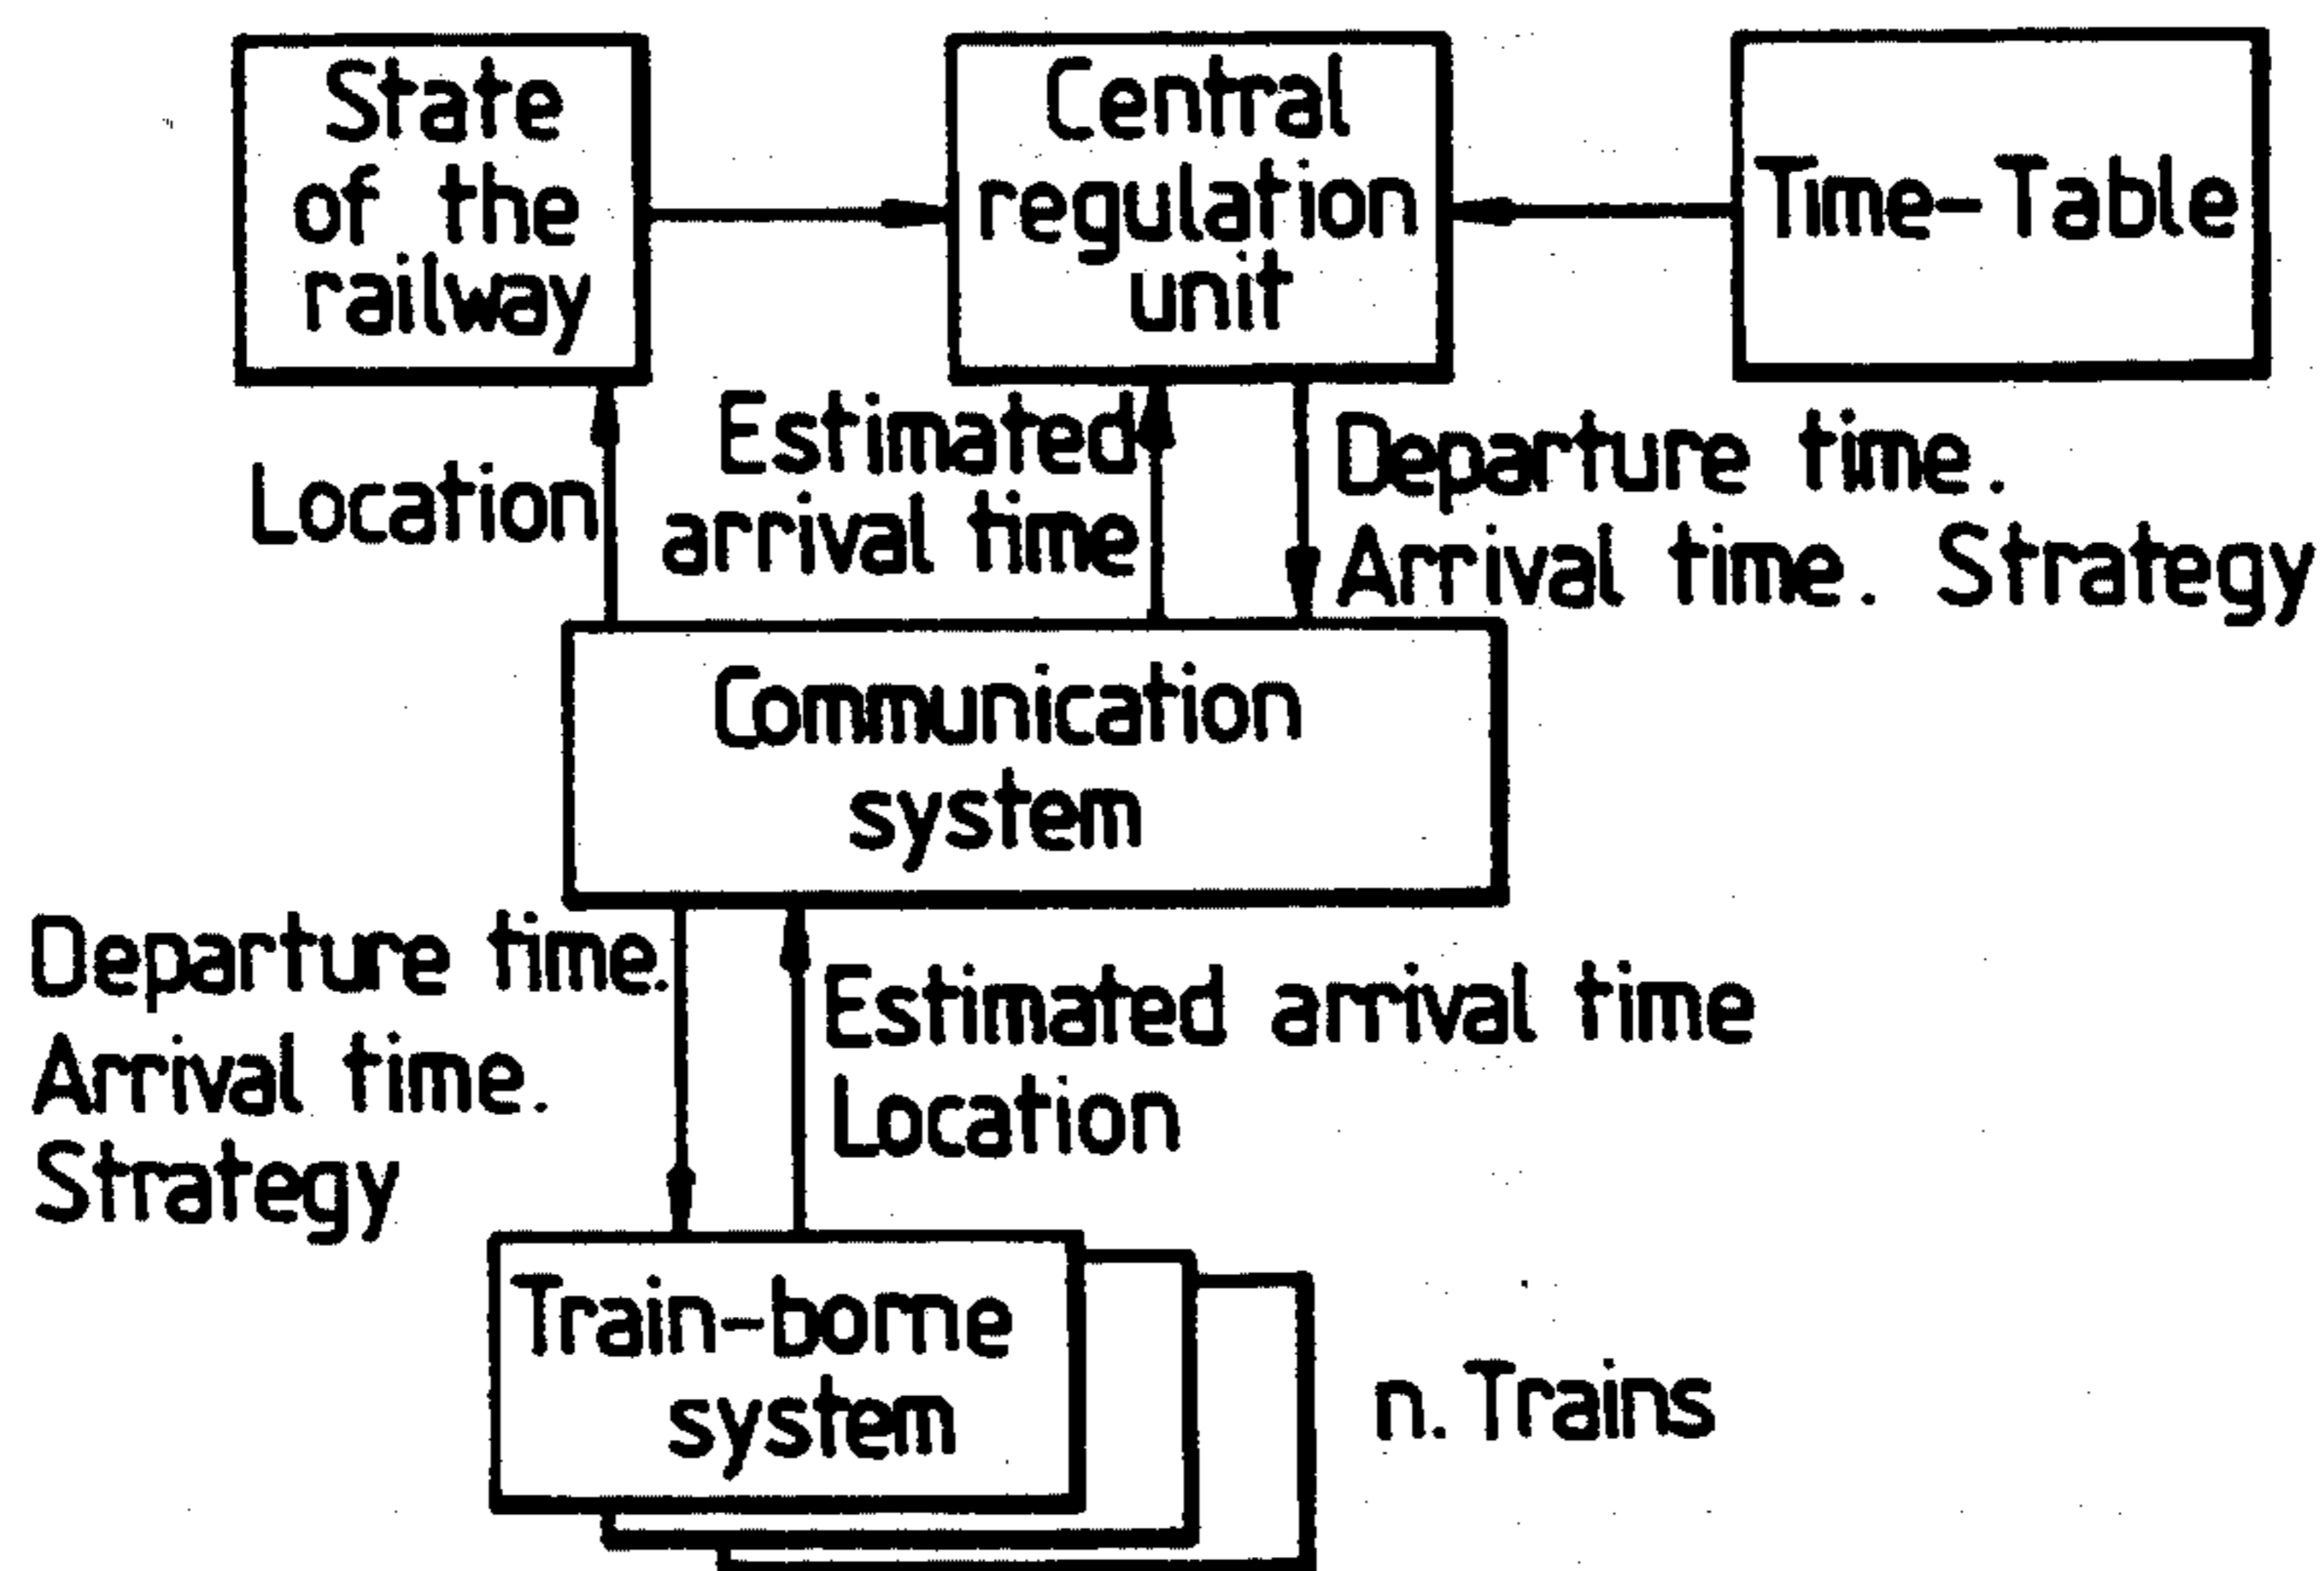 State
of the
railway
Central
regulation
unit
Time-Table
Location
Estimated
arrival time
Departure time.
Arrival time. Strategy
Communication
system
Departure time.
Arrival time.
Strategy
Estimated arrival time
Location
Train-borne
system
n. Trains